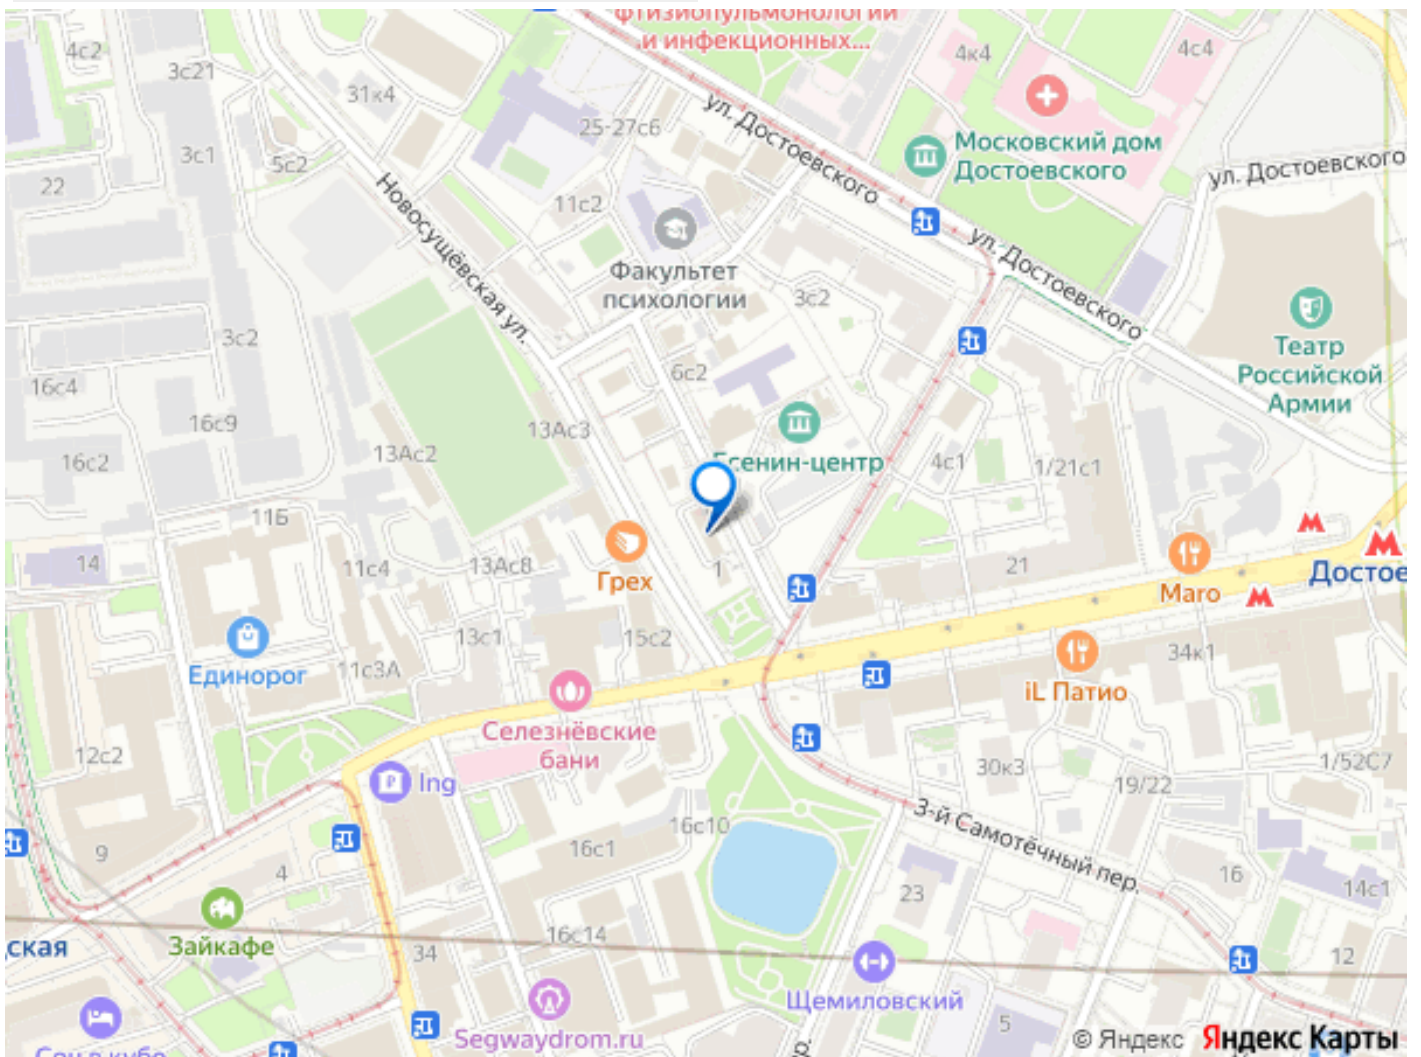 фтизиопульмонологии
и инфекционных...
4с2
3с21
31к4
4к4
4с4
25-27с6
ул. Достоевского
Московский дом
Достоевского
ул. Достоевского
3с1
5с2
22
11с2
Новосущёвская ул.
Факультет
психологии
ул. Достоевского
3с2
3с2
Театр
Российской
Армии
16с4
6с2
16с9
13Ас3
13Ас2
16с2
Есенин-центр
4с1
1/21с1
11Б
14
11с4
13Ас8
Грех
1
21
Maro
Достое
13с1
15с2
Единорог
11с3А
34к1
iL Патио
Селезнёвские
бани
12с2
Ing
30к3
19/22
1/52С7
3-й Самотёчный пер.
16с10
16с1
9
4
23
16
14с1
ская
Зайкафе
34
16с14
12
Щемиловский
5
Segwaydrom.ru
© Яндекс Яндекс Карты